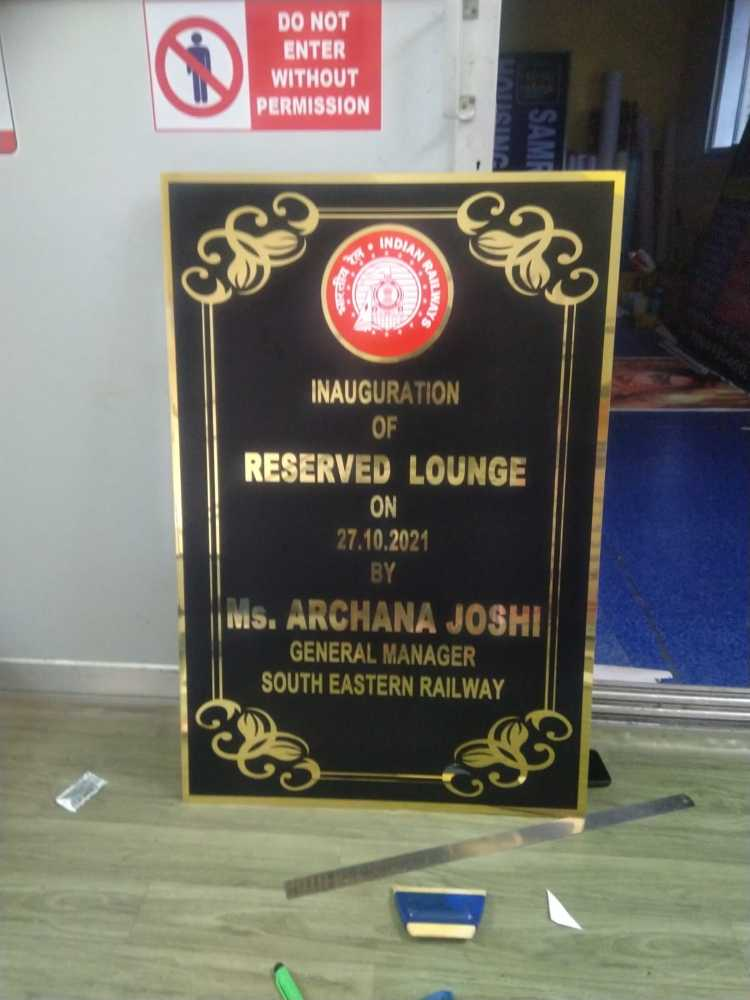 DO NOT
ENTER
WITHOUT
PERMISSION
भारतीय रेल • INDIAN RAILWAYS
INAUGURATION
OF
RESERVED LOUNGE
ON
27.10.2021
BY
Ms. ARCHANA JOSHI
GENERAL MANAGER
SOUTH EASTERN RAILWAY